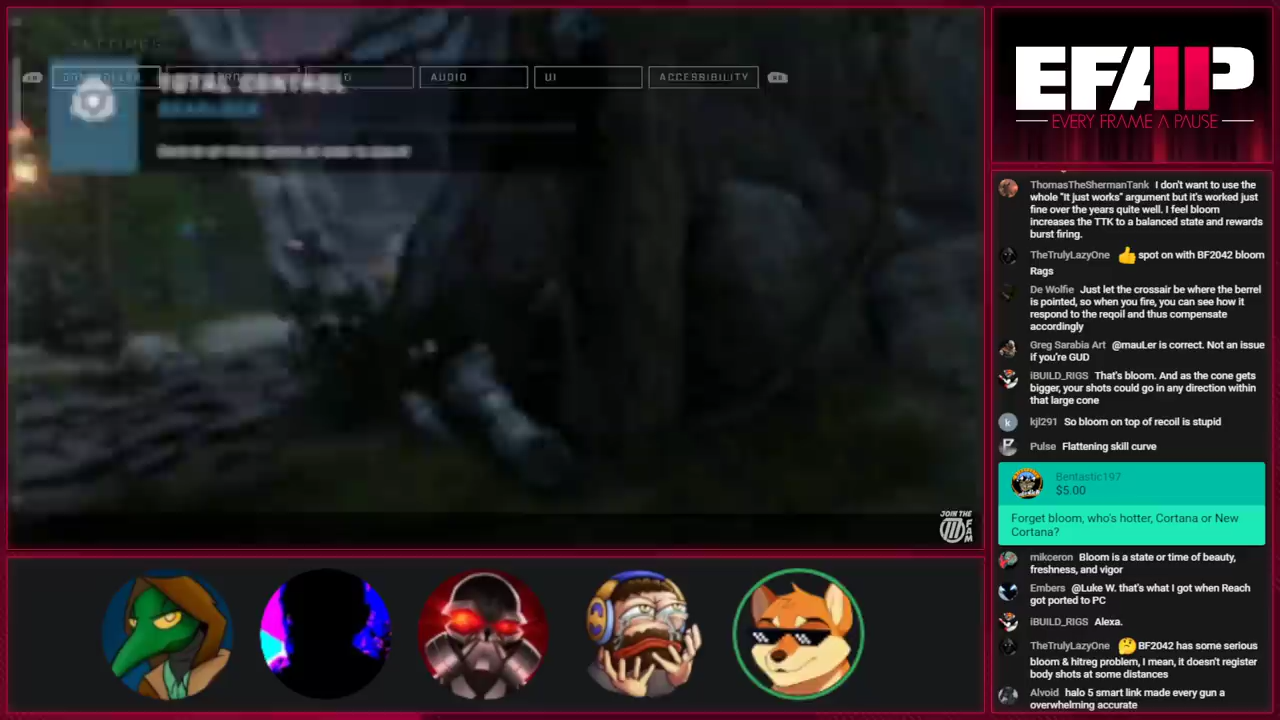 AUDIO
UI
ACCESSIBILITY
TOTAL CONTROL
JOIN THE
FAM
EFAP
EVERY FRAME A PAUSE
ThomasTheShermanTank I don't want to use the
whole "It just works" argument but it's worked just
fine over the years quite well. I feel bloom
increases the TTK to a balanced state and rewards
burst firing.
TheTrulyLazyOne 👍 spot on with BF2042 bloom
Rags
De Wolfie Just let the crossair be where the berrel
is pointed, so when you fire, you can see how it
respond to the reqoil and thus compensate
accordingly
Greg Sarabia Art @mauLer is correct. Not an issue
if you're GUD
iBUILD_RIGS That's bloom. And as the cone gets
bigger, your shots could go in any direction within
that large cone
k
kjl291 So bloom on top of recoil is stupid
Pulse Flattening skill curve
Bentastic197
$5.00
Forget bloom, who's hotter, Cortana or New
Cortana?
mikceron Bloom is a state or time of beauty,
freshness, and vigor
Embers @Luke W. that's what I got when Reach
got ported to PC
iBUILD_RIGS Alexa.
TheTrulyLazyOne 🤔 BF2042 has some serious
bloom & hitreg problem, I mean, it doesn't register
body shots at some distances
Alvoid halo 5 smart link made every gun a
overwhelming accurate